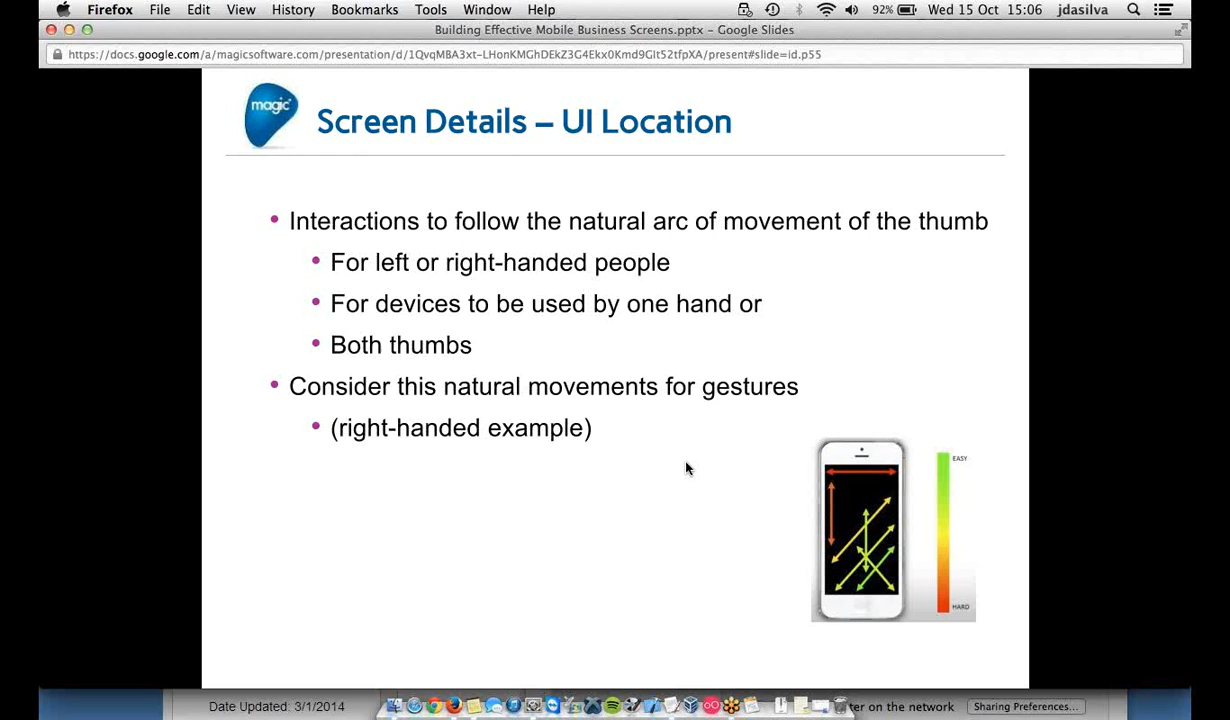 Firefox File Edit View History Bookmarks Tools Window Help 92% Wed 15 Oct 15:06 jdasilva
Building Effective Mobile Business Screens.pptx - Google Slides
https://docs.google.com/a/magicsoftware.com/presentation/d/1QvqMBA3xt-LHonKMGhDEkZ3G4Ekx0Kmd9Glt52tfpXA/present#slide=id.p55
magic
Screen Details – UI Location
• Interactions to follow the natural arc of movement of the thumb
• For left or right-handed people
• For devices to be used by one hand or
• Both thumbs
• Consider this natural movements for gestures
• (right-handed example)
EASY
HARD
Date Updated: 3/1/2014
ter on the network
Sharing Preferences...